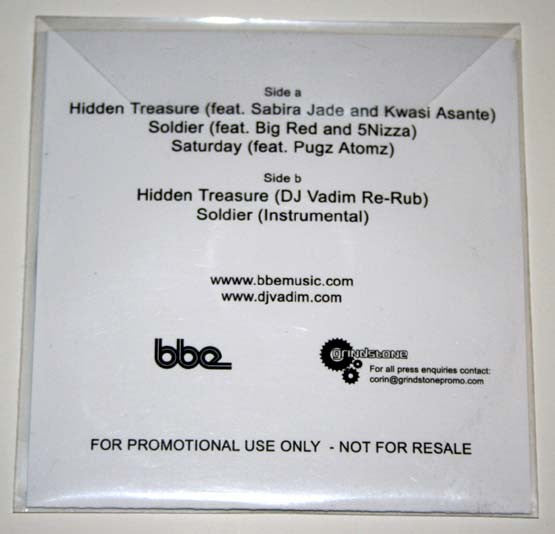 Side a
Hidden Treasure (feat. Sabira Jade and Kwasi Asante)
Soldier (feat. Big Red and 5Nizza)
Saturday (feat. Pugz Atomz)
Side b
Hidden Treasure (DJ Vadim Re-Rub)
Soldier (Instrumental)
wwww.bbemusic.com
www.djvadim.com
bbe
grindstone
For all press enquiries contact:
corin@grindstonepromo.com
FOR PROMOTIONAL USE ONLY - NOT FOR RESALE